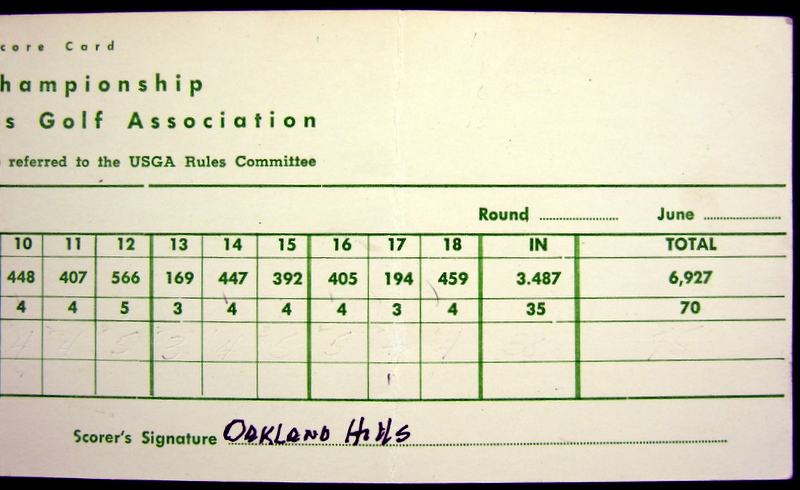 core Card
hampionship
s Golf Association
referred to the USGA Rules Committee
Round .................... June ....................
10 11 12 13 14 15 16 17 18 IN TOTAL
448 407 566 169 447 392 405 194 459 3.487 6,927
4 4 5 3 4 4 4 3 4 35 70
Scorer's Signature Oakland Hills